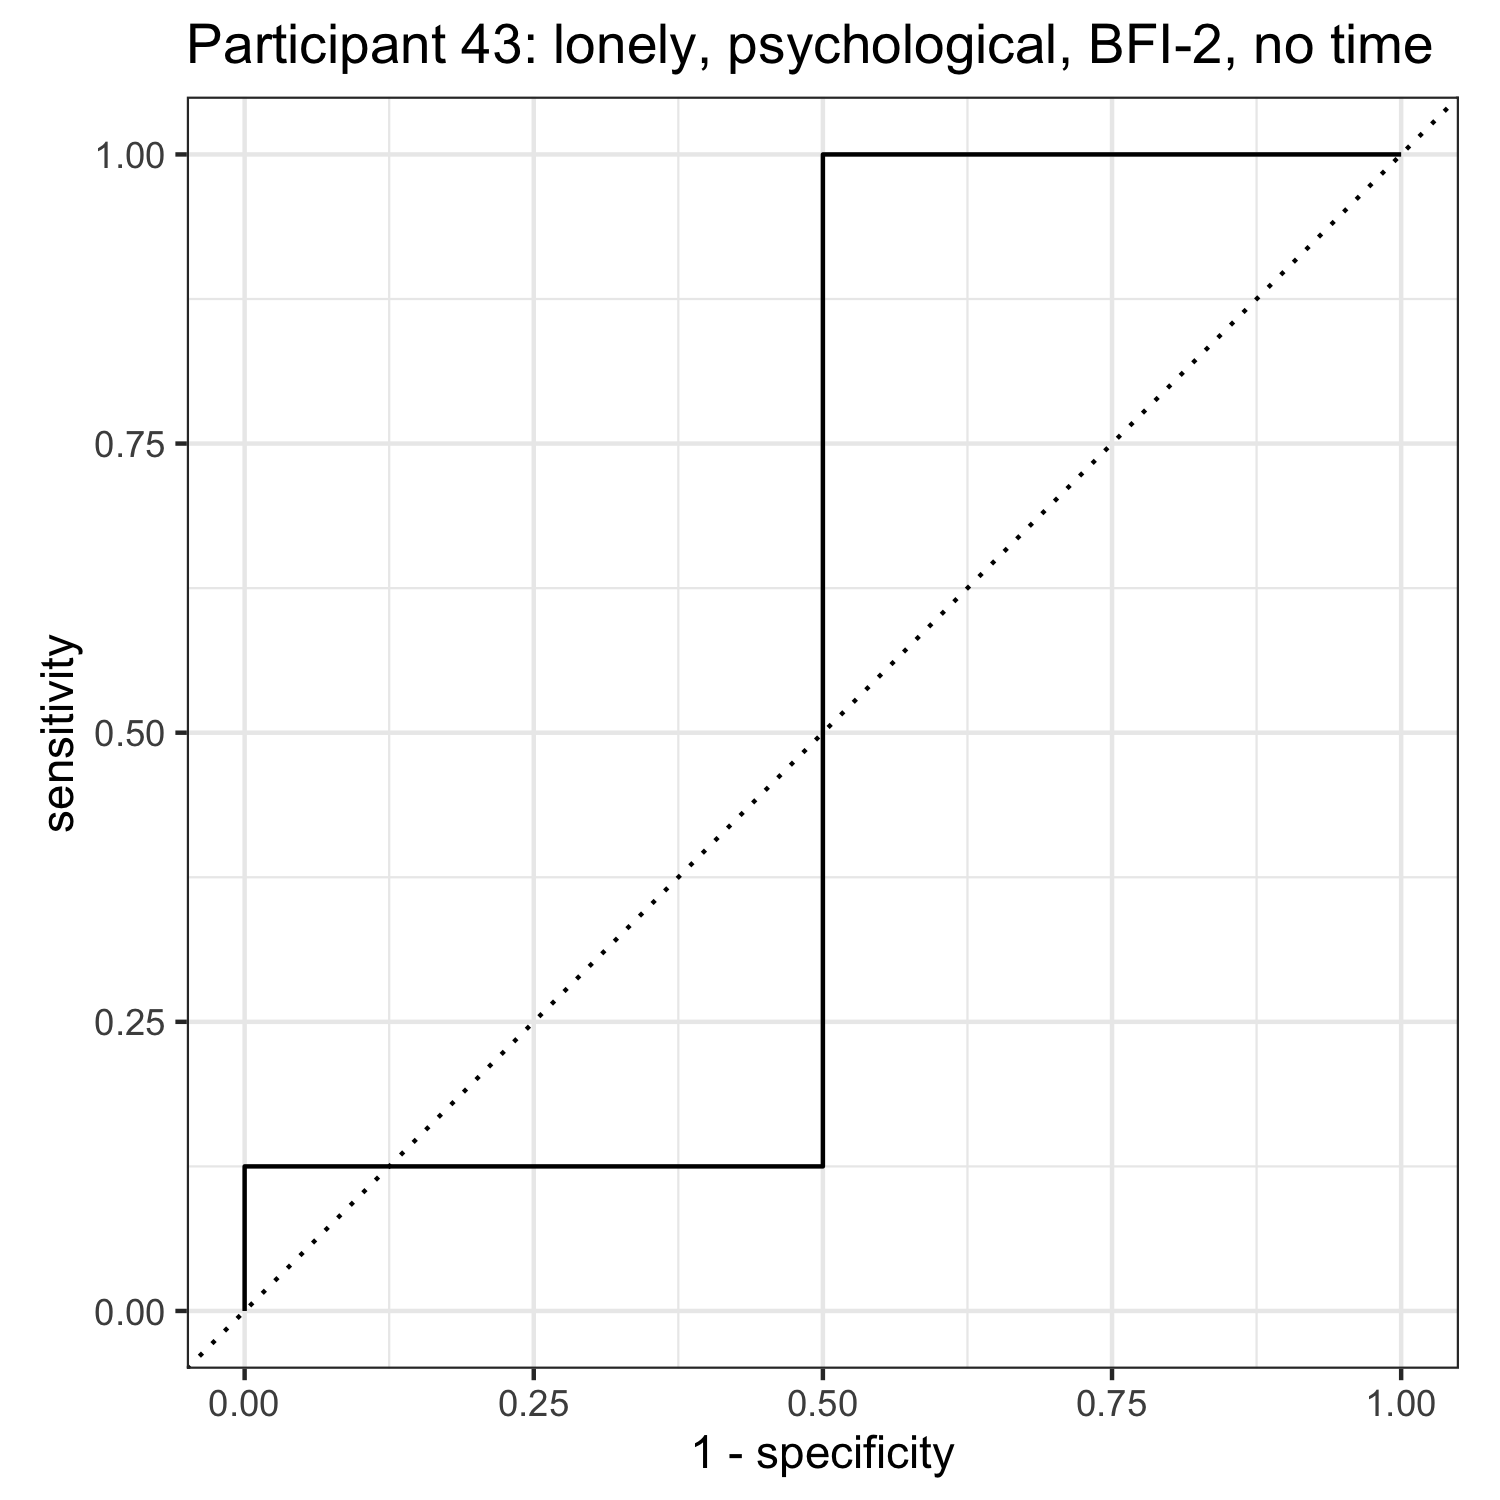 Participant 43: lonely, psychological, BFI-2, no time
1.00
0.75
0.50
0.25
0.00
sensitivity
0.00 0.25 0.50 0.75 1.00
1 - specificity